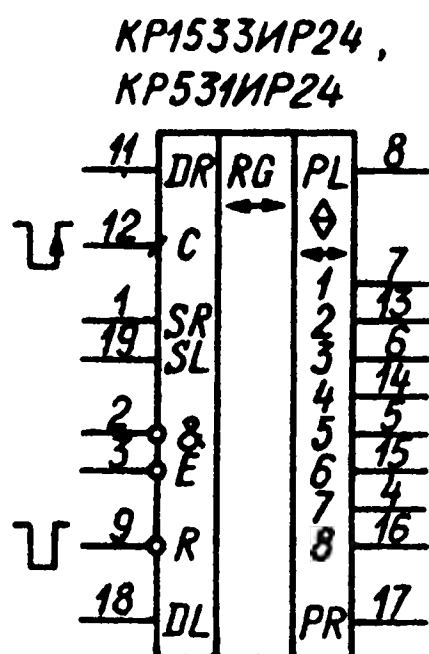 КР1533ИР24,
КР531ИР24
11 DR RG PL 8
12 C
1 7
1 SR 2 13
19 SL 3 6
4 14
2 & 5 5
3 E 6 15
7 4
9 R 8 16
18 DL PR 17